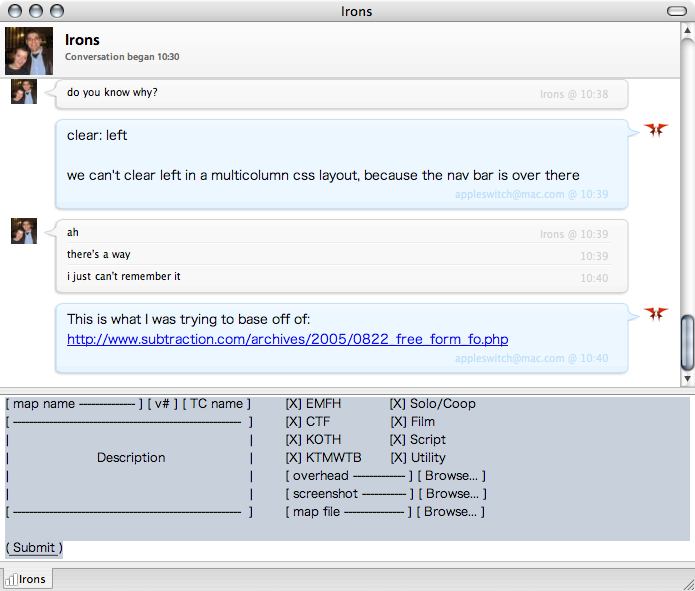 Irons
Irons
Conversation began 10:30
do you know why? Irons @ 10:38
clear: left
we can't clear left in a multicolumn css layout, because the nav bar is over there
appleswitch@mac.com @ 10:39
ah Irons @ 10:39
there's a way 10:39
i just can't remember it 10:40
This is what I was trying to base off of:
http://www.subtraction.com/archives/2005/0822_free_form_fo.php
appleswitch@mac.com @ 10:40
[ map name -------------- ] [ v# ] [ TC name ] [X] EMFH [X] Solo/Coop
[ --------------------------------------------------------- ] [X] CTF [X] Film
| | [X] KOTH [X] Script
| Description | [X] KTMWTB [X] Utility
| | [ overhead ------------- ] [ Browse... ]
| | [ screenshot ----------- ] [ Browse... ]
[ --------------------------------------------------------- ] [ map file --------------- ] [ Browse... ]
( Submit )
Irons